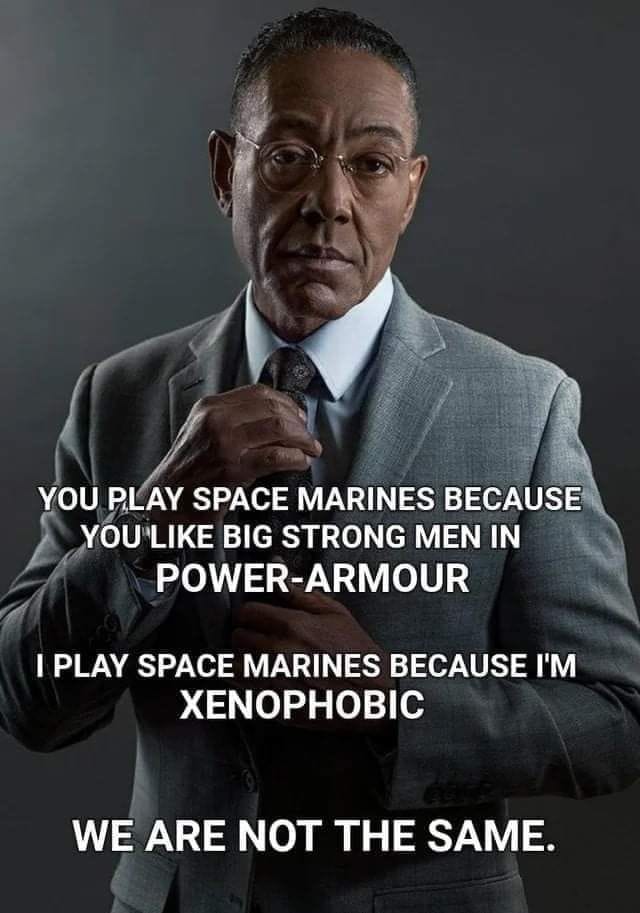 YOU PLAY SPACE MARINES BECAUSE
YOU LIKE BIG STRONG MEN IN
POWER-ARMOUR
I PLAY SPACE MARINES BECAUSE I'M
XENOPHOBIC
WE ARE NOT THE SAME.